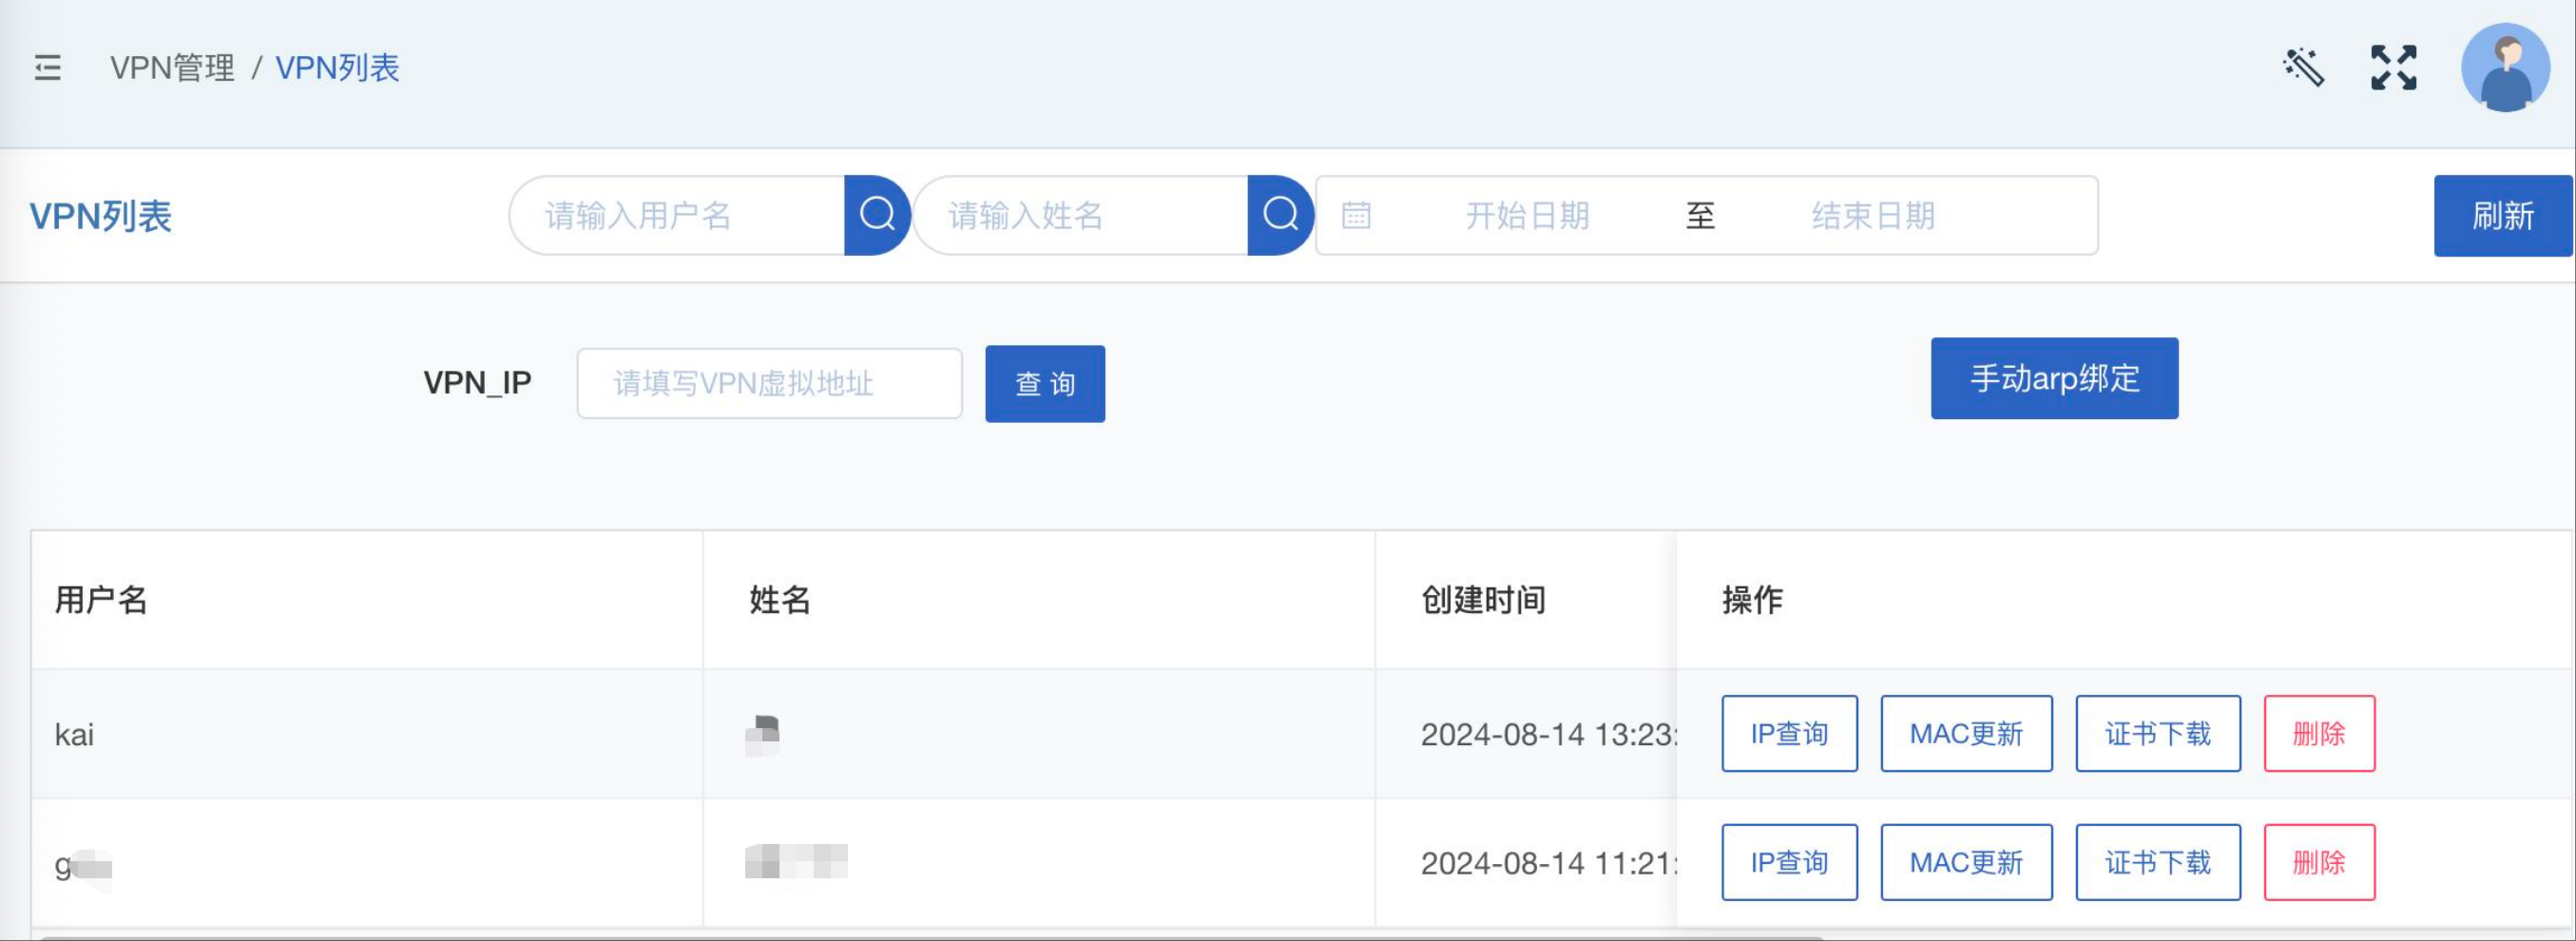 VPN管理 / VPN列表
VPN列表 请输入用户名 请输入姓名 开始日期 至 结束日期 刷新
VPN_IP 请填写VPN虚拟地址 查 询 手动arp绑定
用户名 姓名 创建时间 操作
kai 2024-08-14 13:23: IP查询 MAC更新 证书下载 删除
g 2024-08-14 11:21: IP查询 MAC更新 证书下载 删除